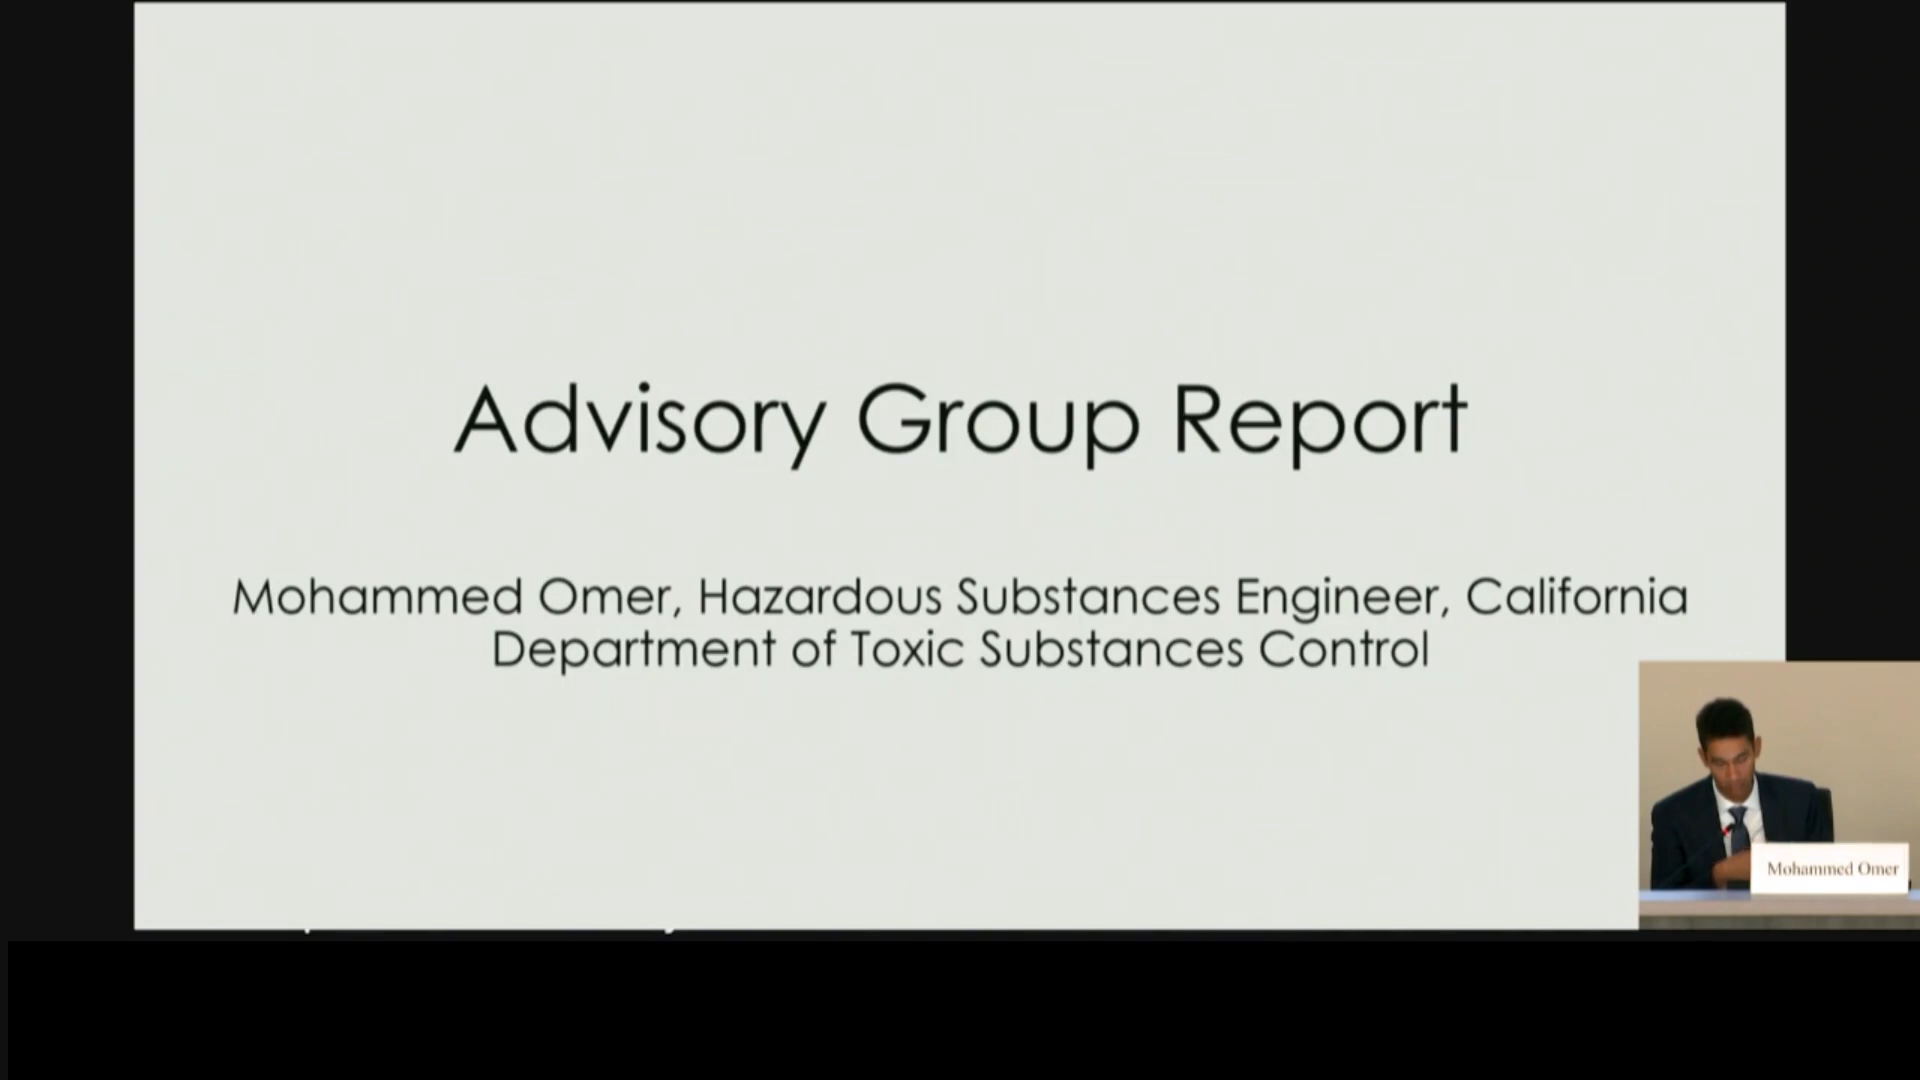 Advisory Group Report
Mohammed Omer, Hazardous Substances Engineer, California
Department of Toxic Substances Control
Mohammed Omer